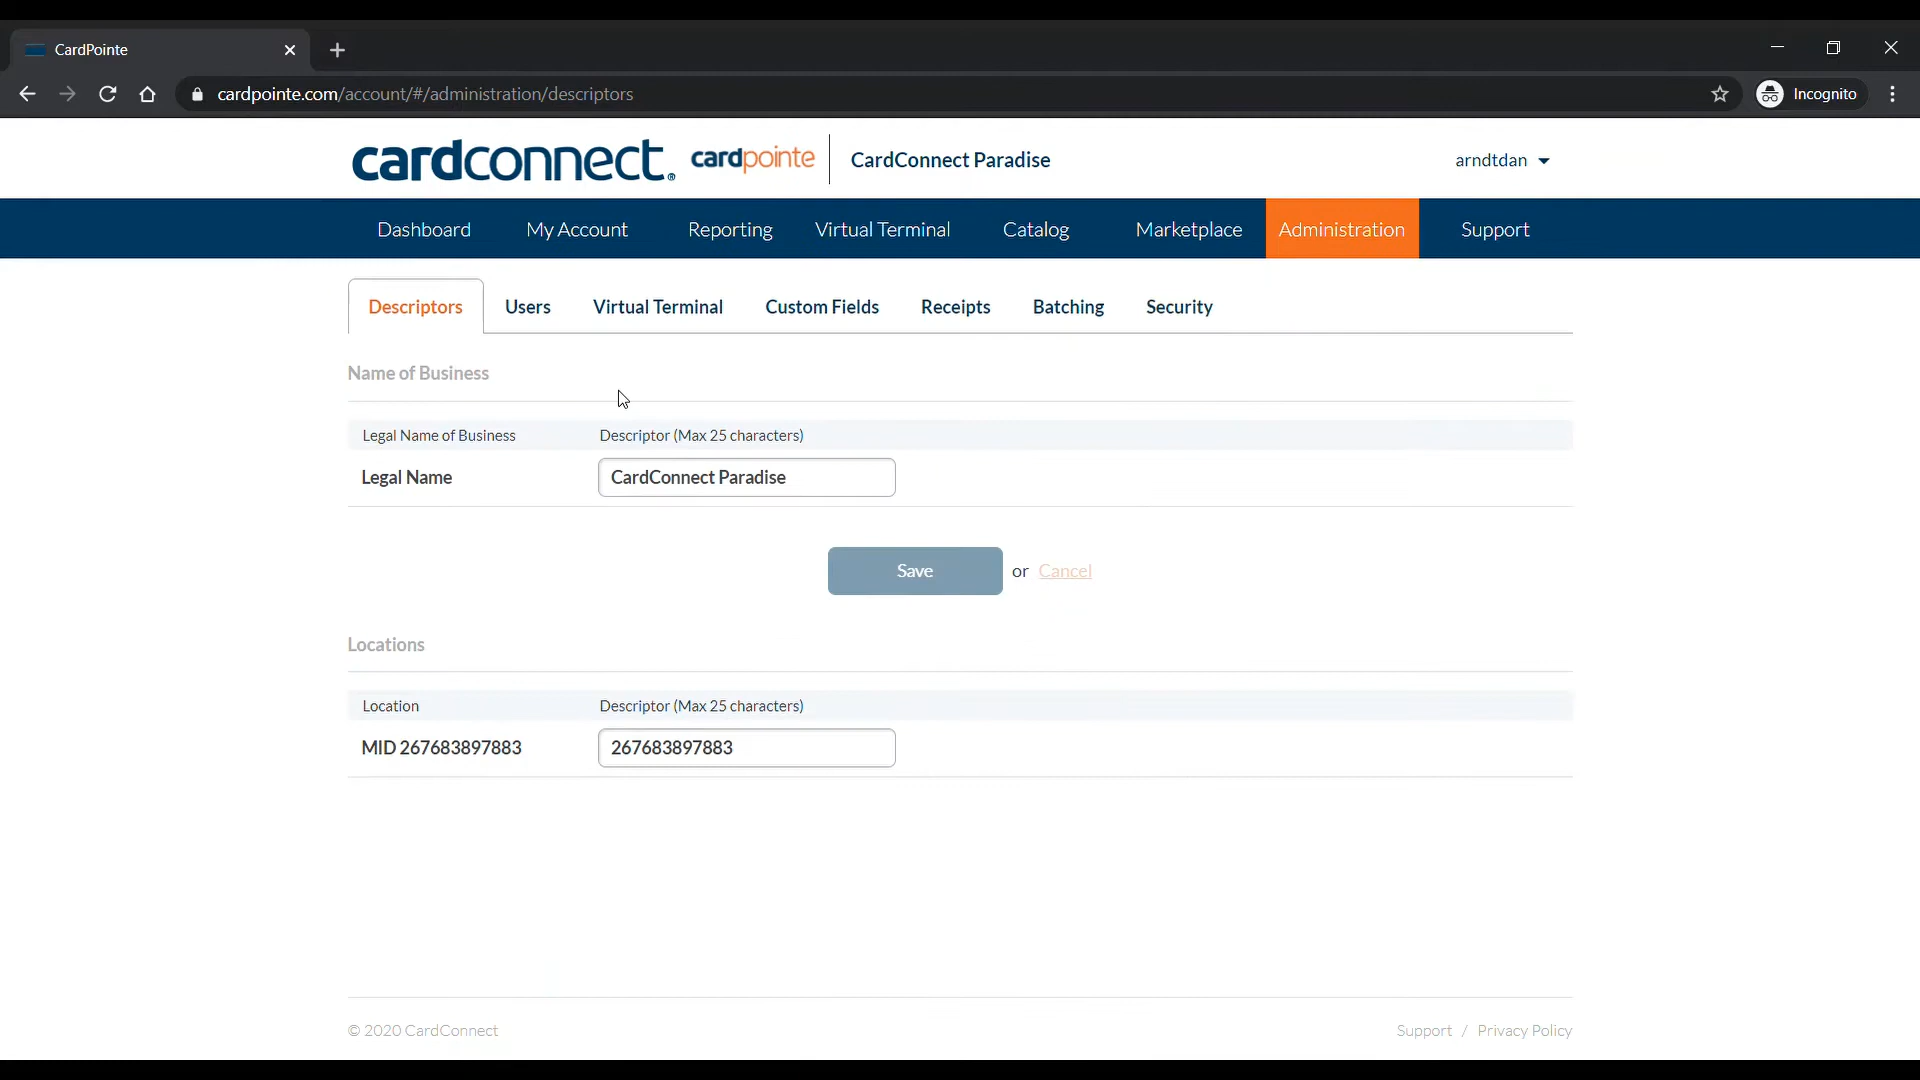 CardPointe
cardpointe.com/account/#/administration/descriptors
Incognito
cardconnect® cardpointe CardConnect Paradise arndtdan
Dashboard My Account Reporting Virtual Terminal Catalog Marketplace Administration Support
Descriptors Users Virtual Terminal Custom Fields Receipts Batching Security
Name of Business
Legal Name of Business Descriptor (Max 25 characters)
Legal Name CardConnect Paradise
Save or Cancel
Locations
Location Descriptor (Max 25 characters)
MID 267683897883 267683897883
© 2020 CardConnect Support / Privacy Policy